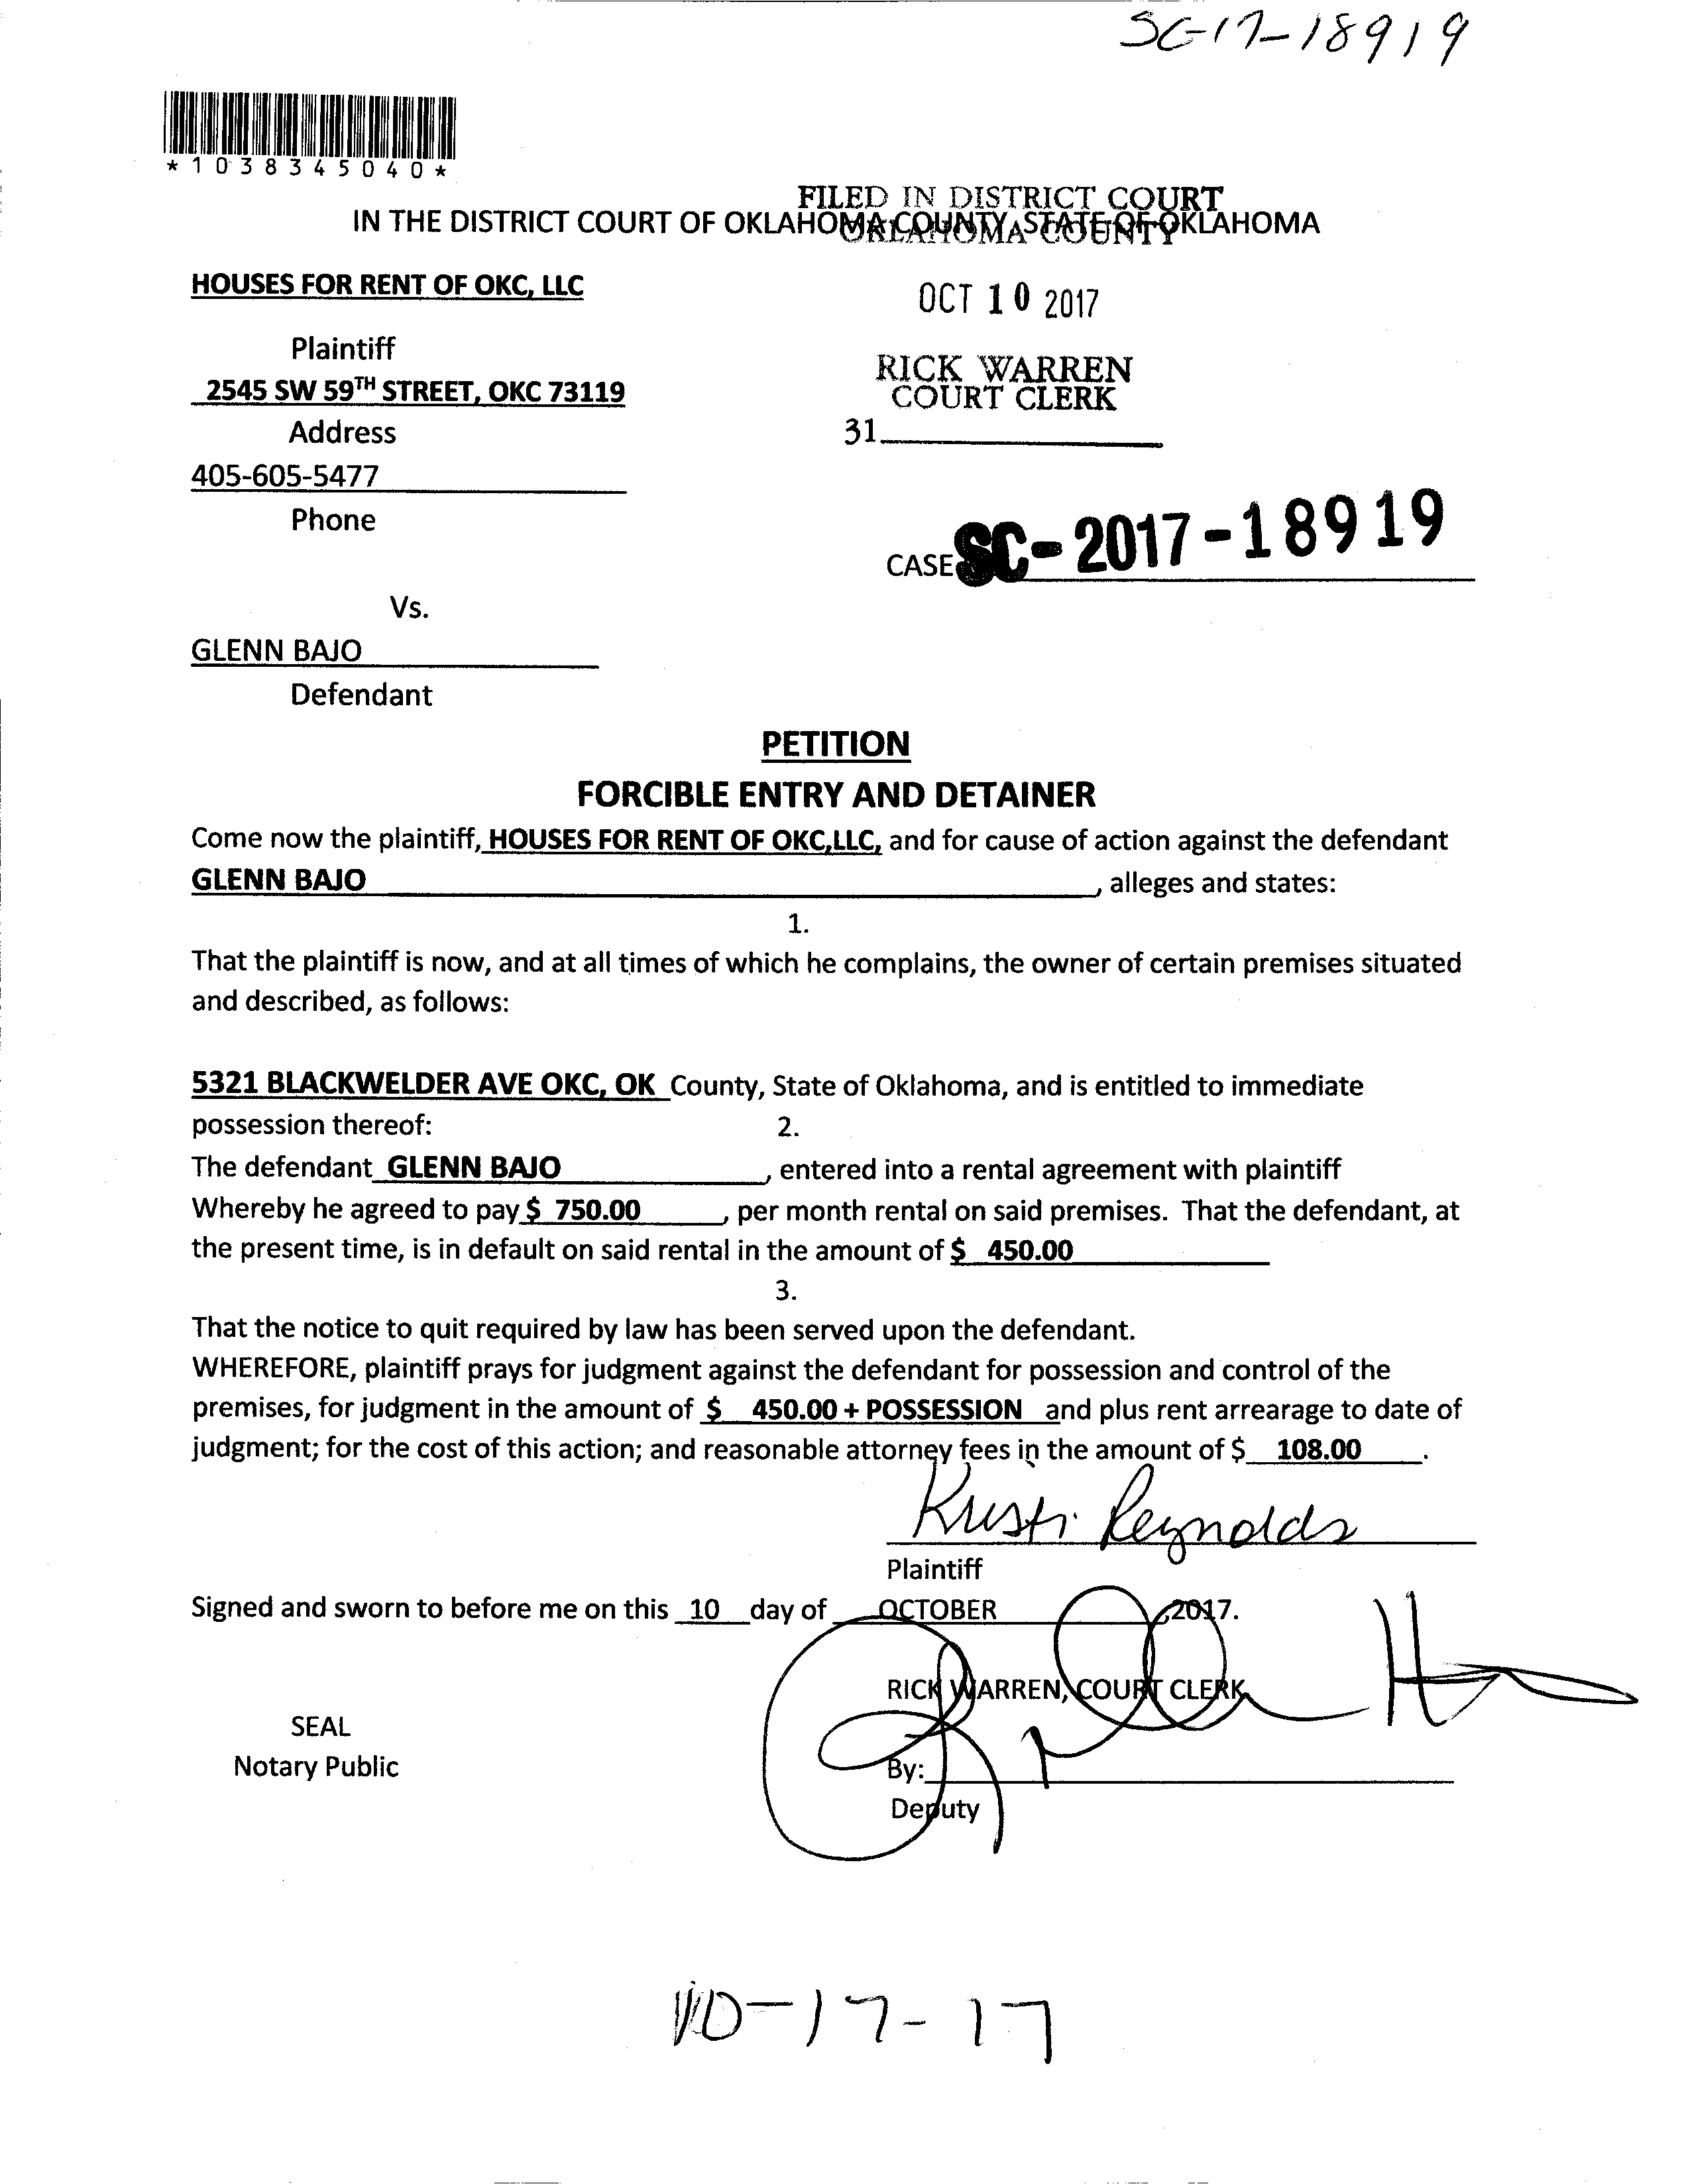 SC-17-18919
*1038345040*
FILED IN DISTRICT COURT
OKLAHOMA COUNTY
IN THE DISTRICT COURT OF OKLAHOMA COUNTY, STATE OF OKLAHOMA
HOUSES FOR RENT OF OKC, LLC
OCT 10 2017
Plaintiff
RICK WARREN
COURT CLERK
2545 SW 59TH STREET, OKC 73119
Address
31
405-605-5477
Phone
CASE SC-2017-18919
Vs.
GLENN BAJO
Defendant
PETITION
FORCIBLE ENTRY AND DETAINER
Come now the plaintiff, HOUSES FOR RENT OF OKC,LLC, and for cause of action against the defendant
GLENN BAJO, alleges and states:
1.
That the plaintiff is now, and at all times of which he complains, the owner of certain premises situated
and described, as follows:
5321 BLACKWELDER AVE OKC, OK County, State of Oklahoma, and is entitled to immediate
possession thereof: 2.
The defendant GLENN BAJO, entered into a rental agreement with plaintiff
Whereby he agreed to pay $ 750.00, per month rental on said premises. That the defendant, at
the present time, is in default on said rental in the amount of $ 450.00
3.
That the notice to quit required by law has been served upon the defendant.
WHEREFORE, plaintiff prays for judgment against the defendant for possession and control of the
premises, for judgment in the amount of $ 450.00 + POSSESSION and plus rent arrearage to date of
judgment; for the cost of this action; and reasonable attorney fees in the amount of $ 108.00.
Kristi Reynolds
Plaintiff
Signed and sworn to before me on this 10 day of OCTOBER, 2017.
RICK WARREN, COURT CLERK
SEAL
Notary Public
By:
Deputy
10-17-17